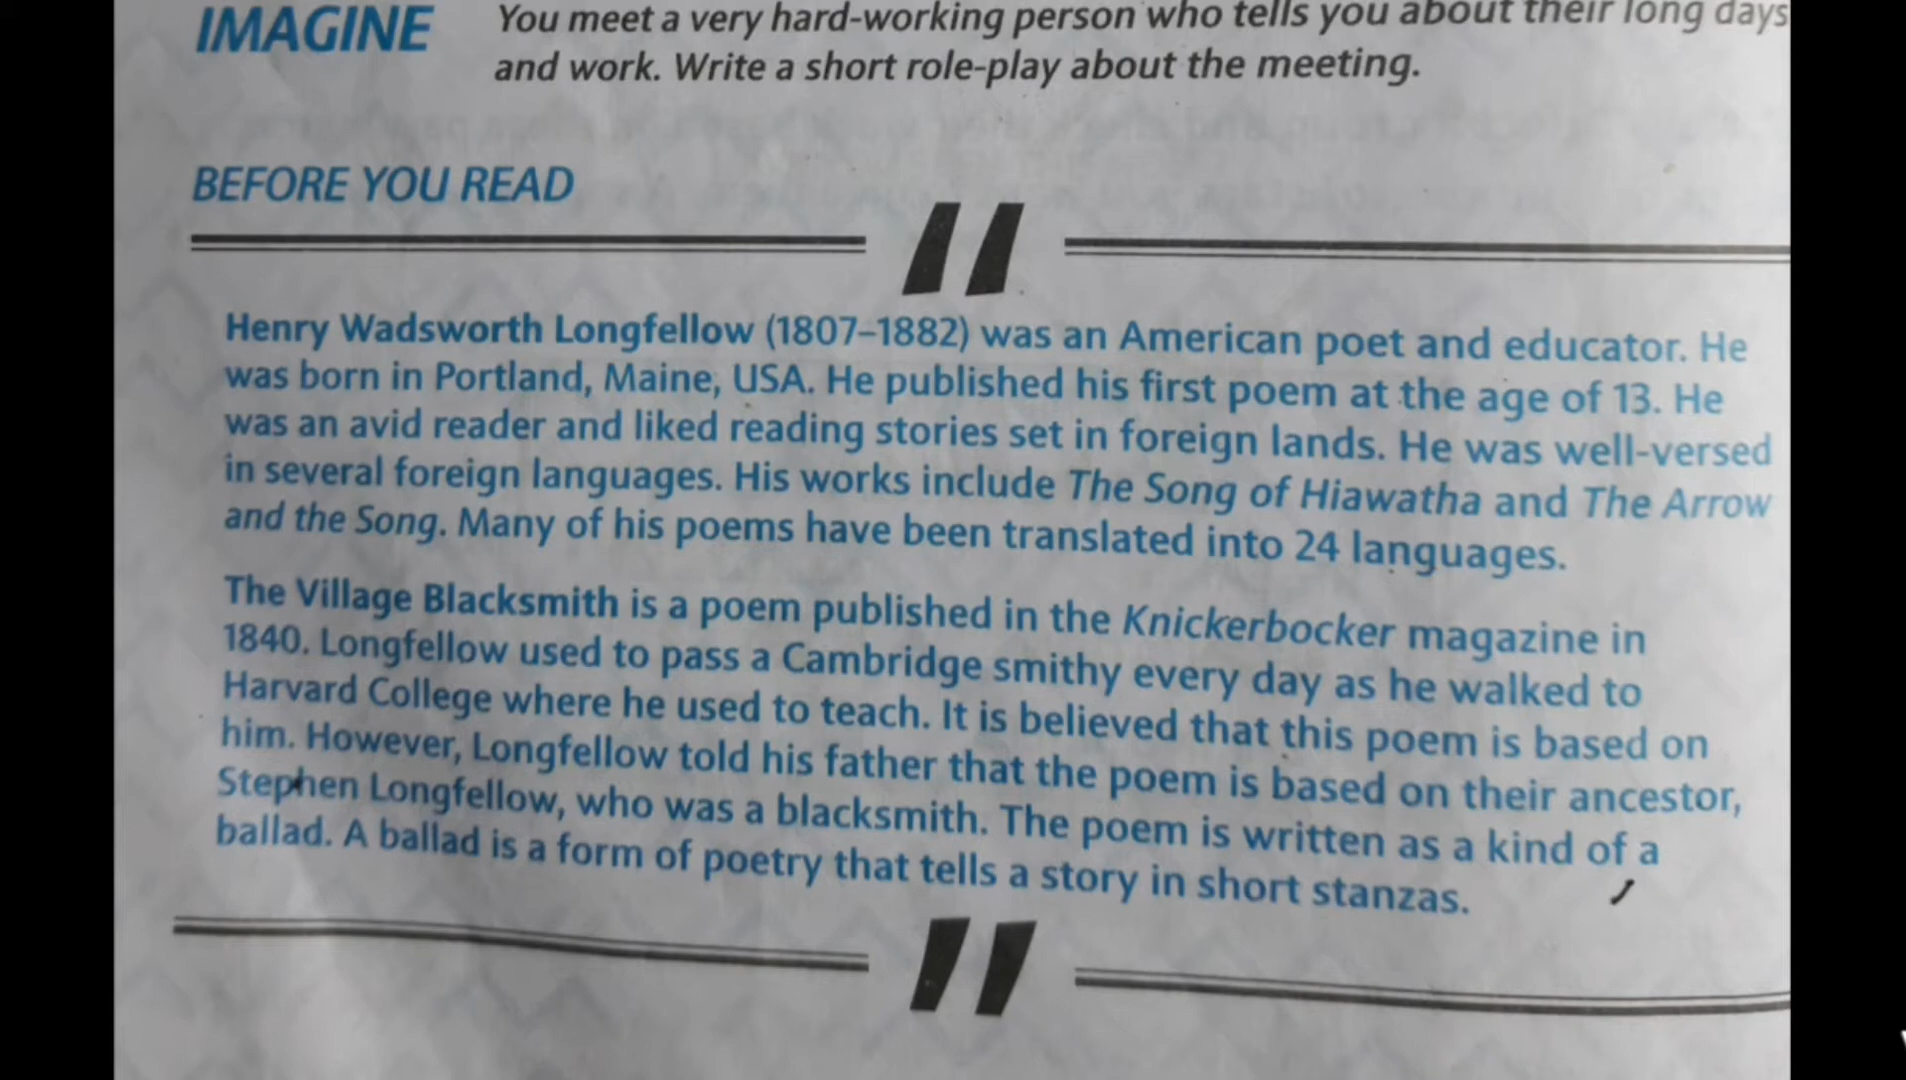 IMAGINE
You meet a very hard-working person who tells you about their long days
and work. Write a short role-play about the meeting.
BEFORE YOU READ
Henry Wadsworth Longfellow (1807–1882) was an American poet and educator. He
was born in Portland, Maine, USA. He published his first poem at the age of 13. He
was an avid reader and liked reading stories set in foreign lands. He was well-versed
in several foreign languages. His works include The Song of Hiawatha and The Arrow
and the Song. Many of his poems have been translated into 24 languages.
The Village Blacksmith is a poem published in the Knickerbocker magazine in
1840. Longfellow used to pass a Cambridge smithy every day as he walked to
Harvard College where he used to teach. It is believed that this poem is based on
him. However, Longfellow told his father that the poem is based on their ancestor,
Stephen Longfellow, who was a blacksmith. The poem is written as a kind of a
ballad. A ballad is a form of poetry that tells a story in short stanzas.